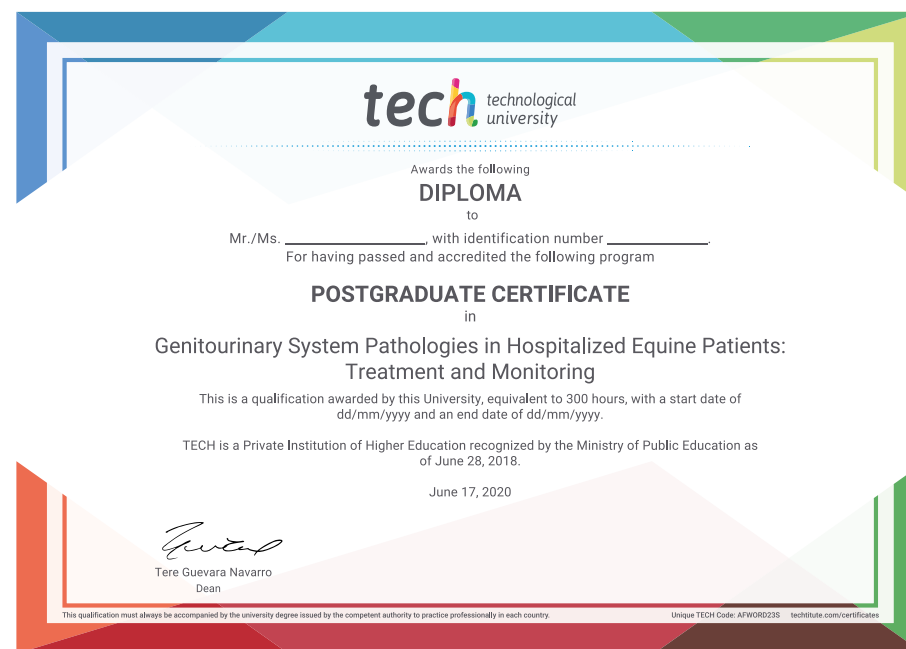 tech technological
university
Awards the following
DIPLOMA
to
Mr./Ms. ____________________, with identification number ______________.
For having passed and accredited the following program
POSTGRADUATE CERTIFICATE
in
Genitourinary System Pathologies in Hospitalized Equine Patients:
Treatment and Monitoring
This is a qualification awarded by this University, equivalent to 300 hours, with a start date of
dd/mm/yyyy and an end date of dd/mm/yyyy.
TECH is a Private Institution of Higher Education recognized by the Ministry of Public Education as
of June 28, 2018.
June 17, 2020
Tere Guevara Navarro
Dean
This qualification must always be accompanied by the university degree issued by the competent authority to practice professionally in each country.
Unique TECH Code: AFWORD23S techtitute.com/certificates